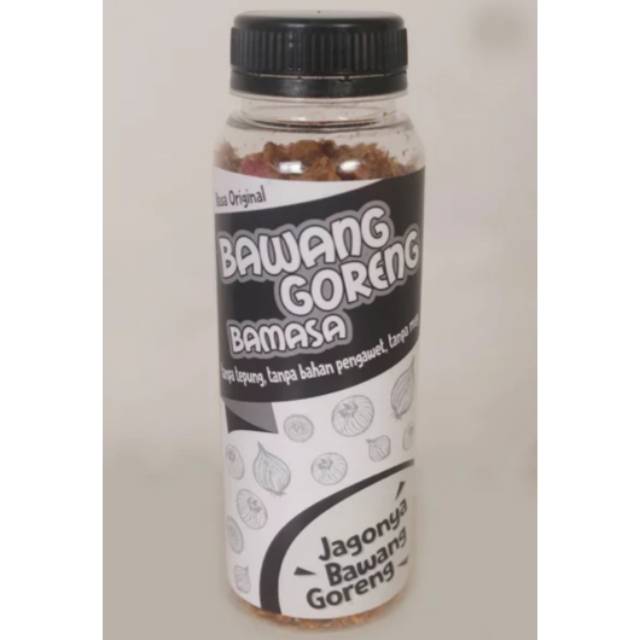 Original
BAWANG
GORENG
BAMASA
tanpa tepung, tanpa bahan pengawet, tanpa
Jagonya
Bawang
Goreng